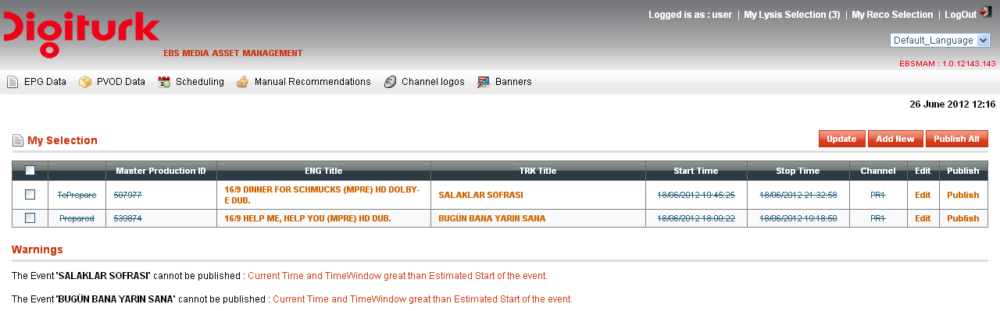 Digiturk
EBS MEDIA ASSET MANAGEMENT
Logged is as : user | My Lysis Selection (3) | My Reco Selection | LogOut
Default_Language
EBSMAM : 1.0.12143.143
EPG Data PVOD Data Scheduling Manual Recommendations Channel logos Banners
26 June 2012 12:16
My Selection Update Add New Publish All
Master Production ID ENG Title TRK Title Start Time Stop Time Channel Edit Publish
ToPrepare 507077 16/9 DINNER FOR SCHMUCKS (MPRE) HD DOLBY-
E DUB. SALAKLAR SOFRASI 18/06/2012 19:45:25 18/06/2012 21:32:58 PR1 Edit Publish
Prepared 539874 16/9 HELP ME, HELP YOU (MPRE) HD DUB. BUGÜN BANA YARIN SANA 18/06/2012 18:00:22 18/06/2012 19:18:50 PR1 Edit Publish
Warnings
The Event 'SALAKLAR SOFRASI' cannot be published : Current Time and TimeWindow great than Estimated Start of the event.
The Event 'BUGÜN BANA YARIN SANA' cannot be published : Current Time and TimeWindow great than Estimated Start of the event.